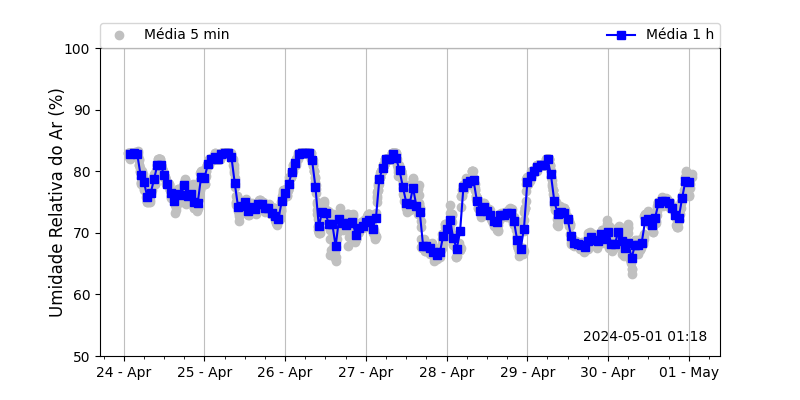 Média 5 min
Média 1 h
100
90
80
70
60
50
Umidade Relativa do Ar (%)
2024-05-01 01:18
24 - Apr
25 - Apr
26 - Apr
27 - Apr
28 - Apr
29 - Apr
30 - Apr
01 - May